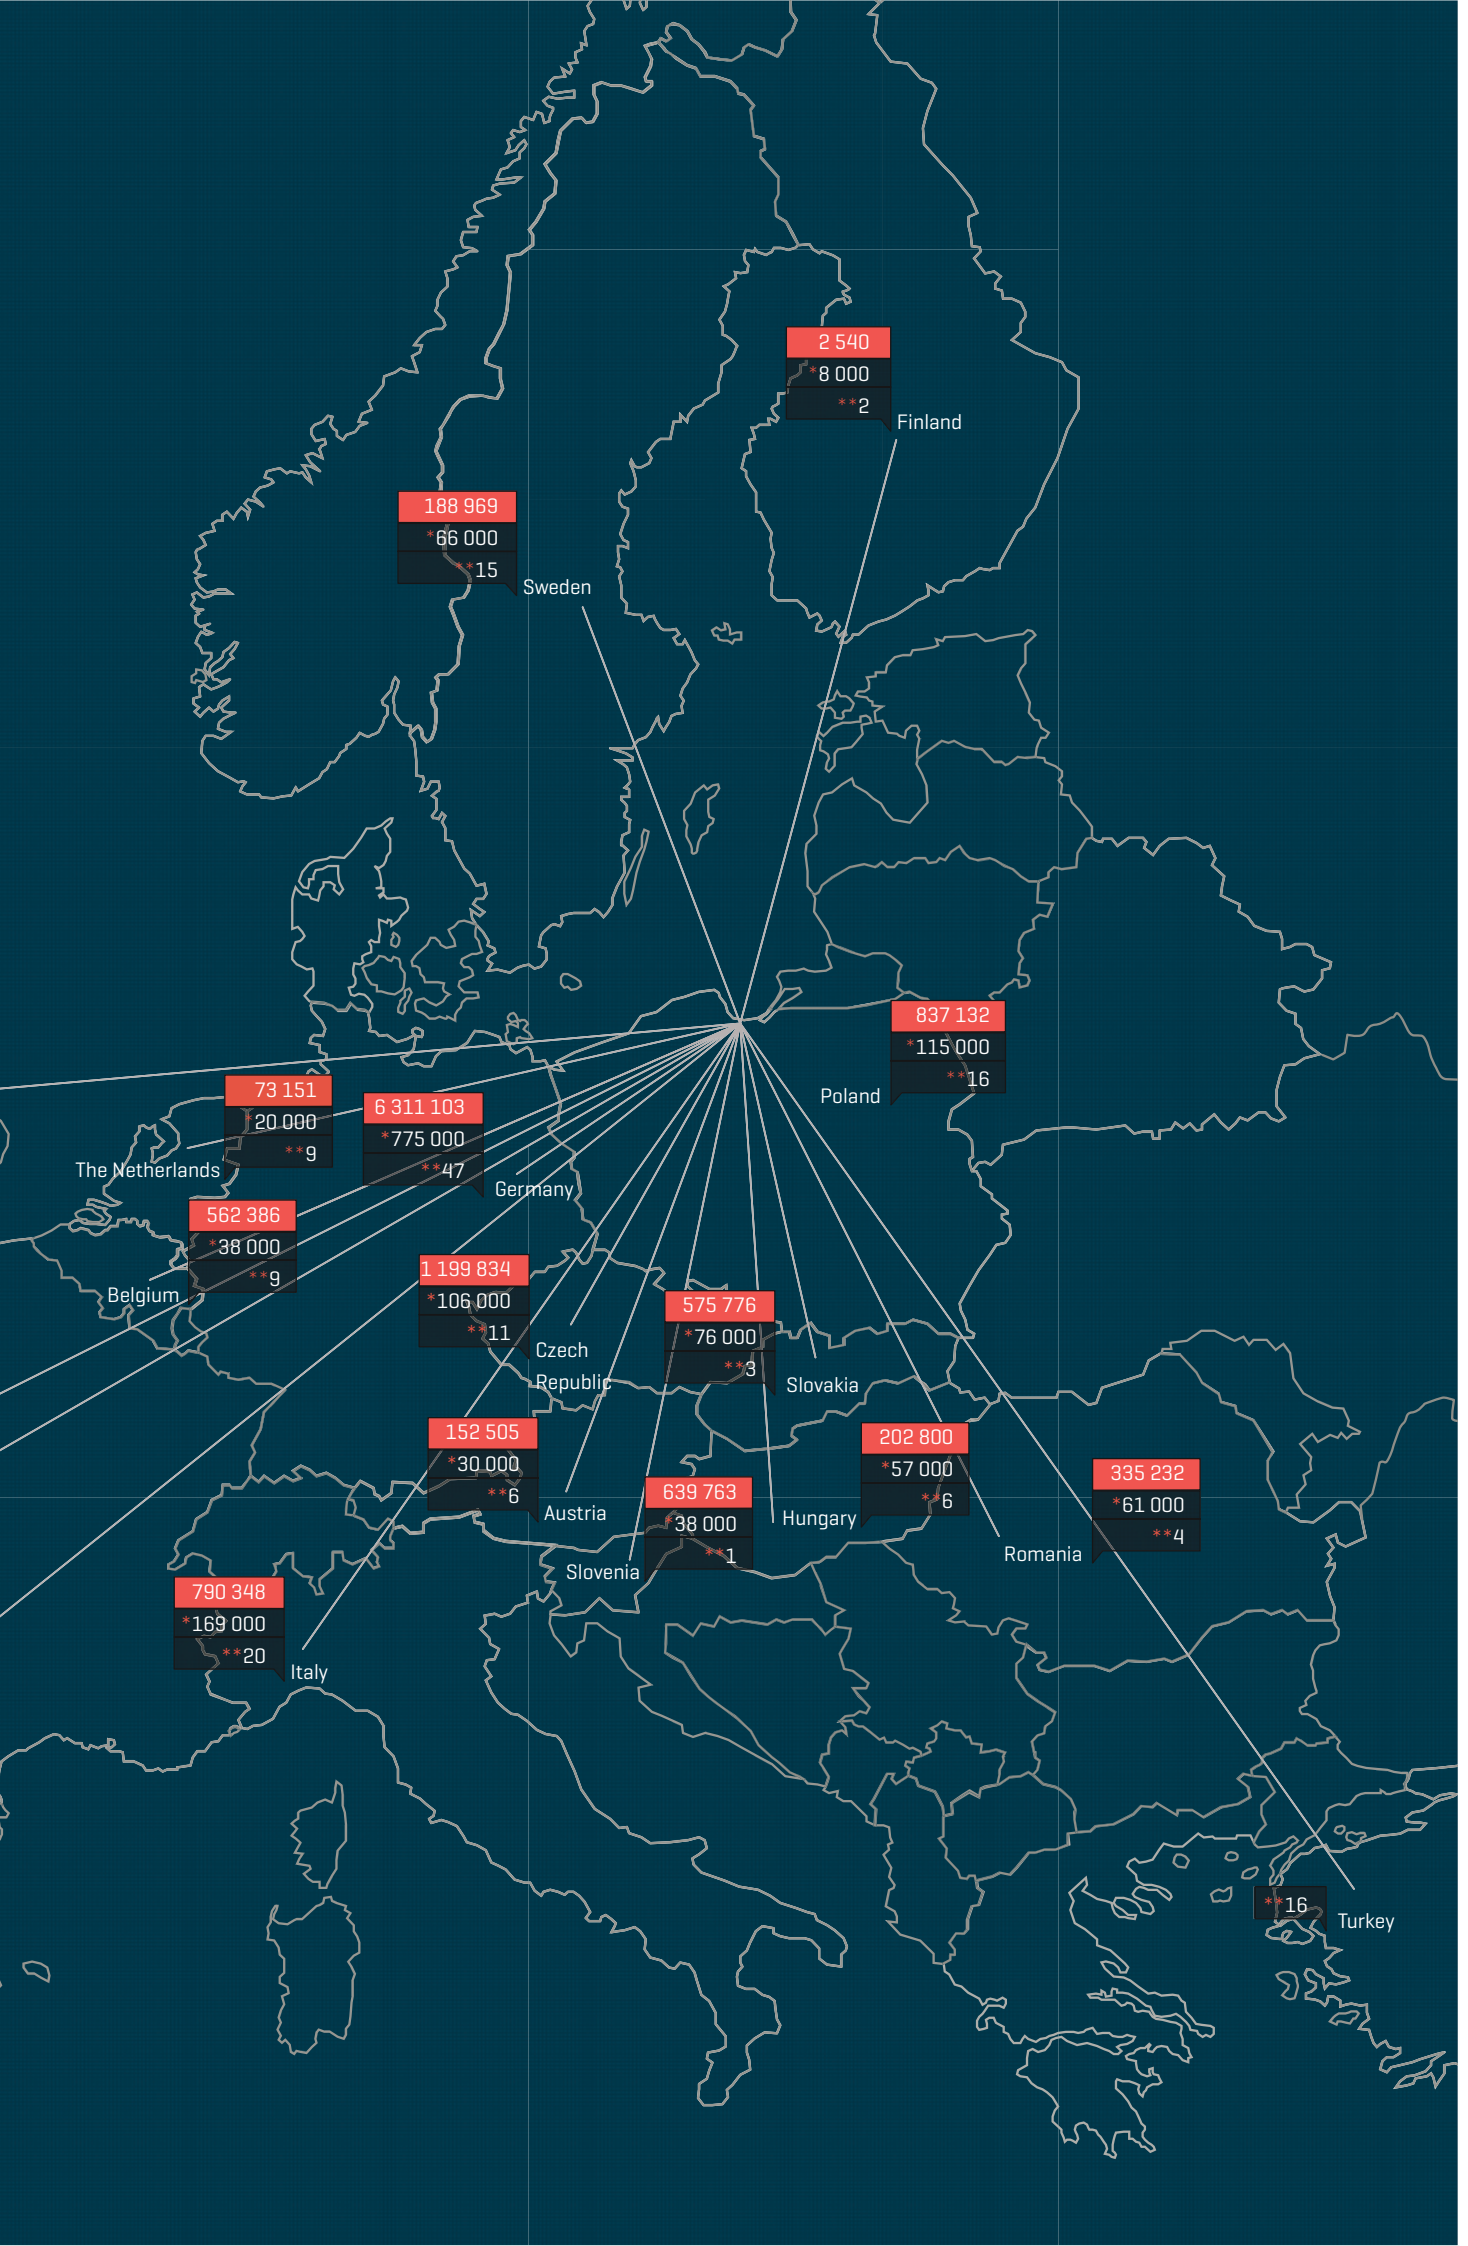 2 540
*8 000
**2
Finland
188 969
*66 000
**15
Sweden
837 132
*115 000
**16
Poland
73 151
*20 000
**9
The Netherlands
6 311 103
*775 000
**47
Germany
562 386
*38 000
**9
Belgium
1 199 834
*106 000
**11
Czech
Republic
575 776
*76 000
**3
Slovakia
152 505
*30 000
**6
Austria
202 800
*57 000
**6
Hungary
335 232
*61 000
**4
Romania
639 763
*38 000
**1
Slovenia
790 348
*169 000
**20
Italy
**16
Turkey